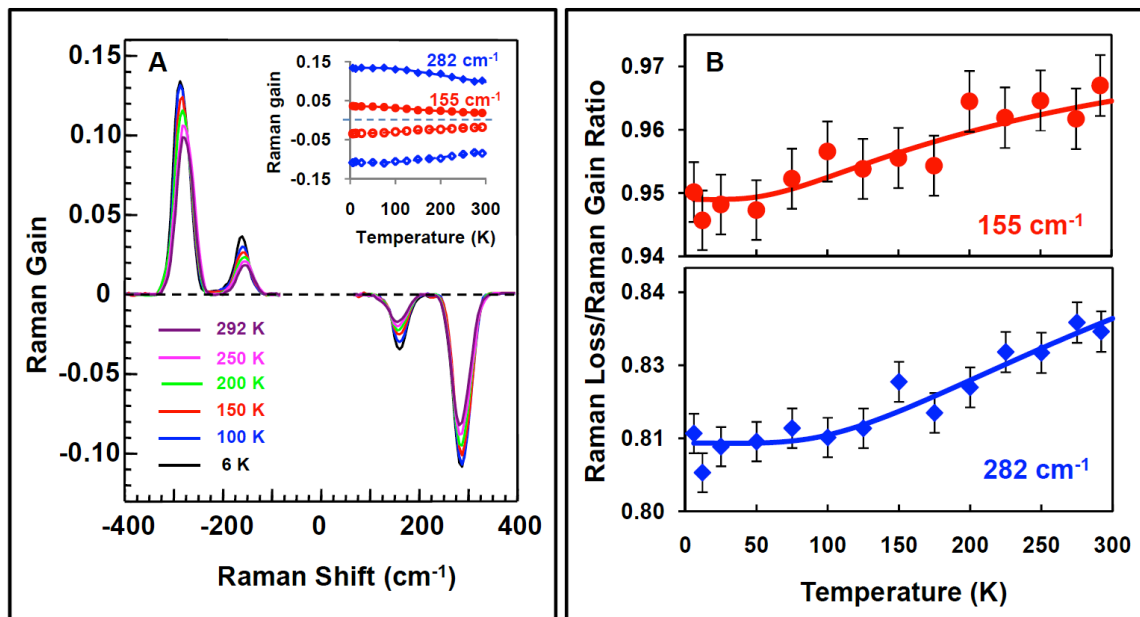 A
0.15
0.10
0.05
0
-0.05
-0.10
Raman Gain
-400
-200
0
200
400
Raman Shift (cm-1)
292 K
250 K
200 K
150 K
100 K
6 K
282 cm-1
155 cm-1
0.15
0.05
-0.05
-0.15
Raman gain
0
100
200
300
Temperature (K)
B
0.97
0.96
0.95
0.94
155 cm-1
0.84
0.83
0.81
0.80
282 cm-1
Raman Loss/Raman Gain Ratio
0
50
100
150
200
250
300
Temperature (K)